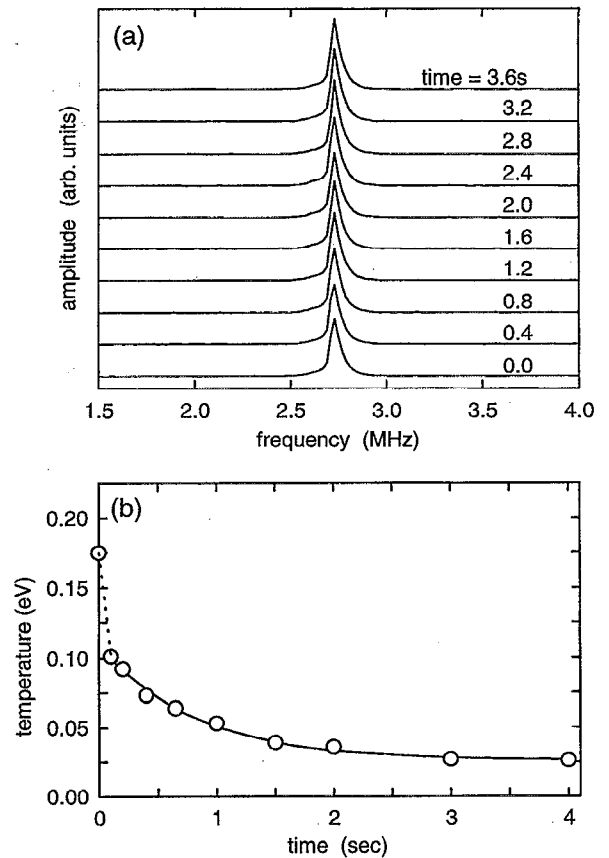 (a)
time = 3.6s
3.2
2.8
2.4
2.0
1.6
1.2
0.8
0.4
0.0
amplitude (arb. units)
1.5 2.0 2.5 3.0 3.5 4.0
frequency (MHz)
(b)
0.20
0.15
0.10
0.05
0.00
temperature (eV)
0 1 2 3 4
time (sec)